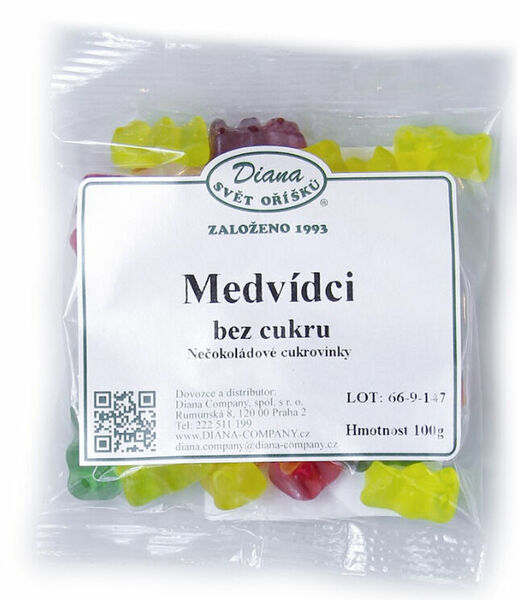 Diana
SVĚT OŘÍŠKŮ ®
ZALOŽENO 1993
Medvídci
bez cukru
Nečokoládové cukrovinky
Dovozce a distributor:
Diana Company, spol. s r. o.
Rumunská 8, 120 00 Praha 2
Tel: 222 511 199
www.DIANA-COMPANY.cz
diana.company@diana-company.cz
LOT: 66-9-147
Hmotnost 100g